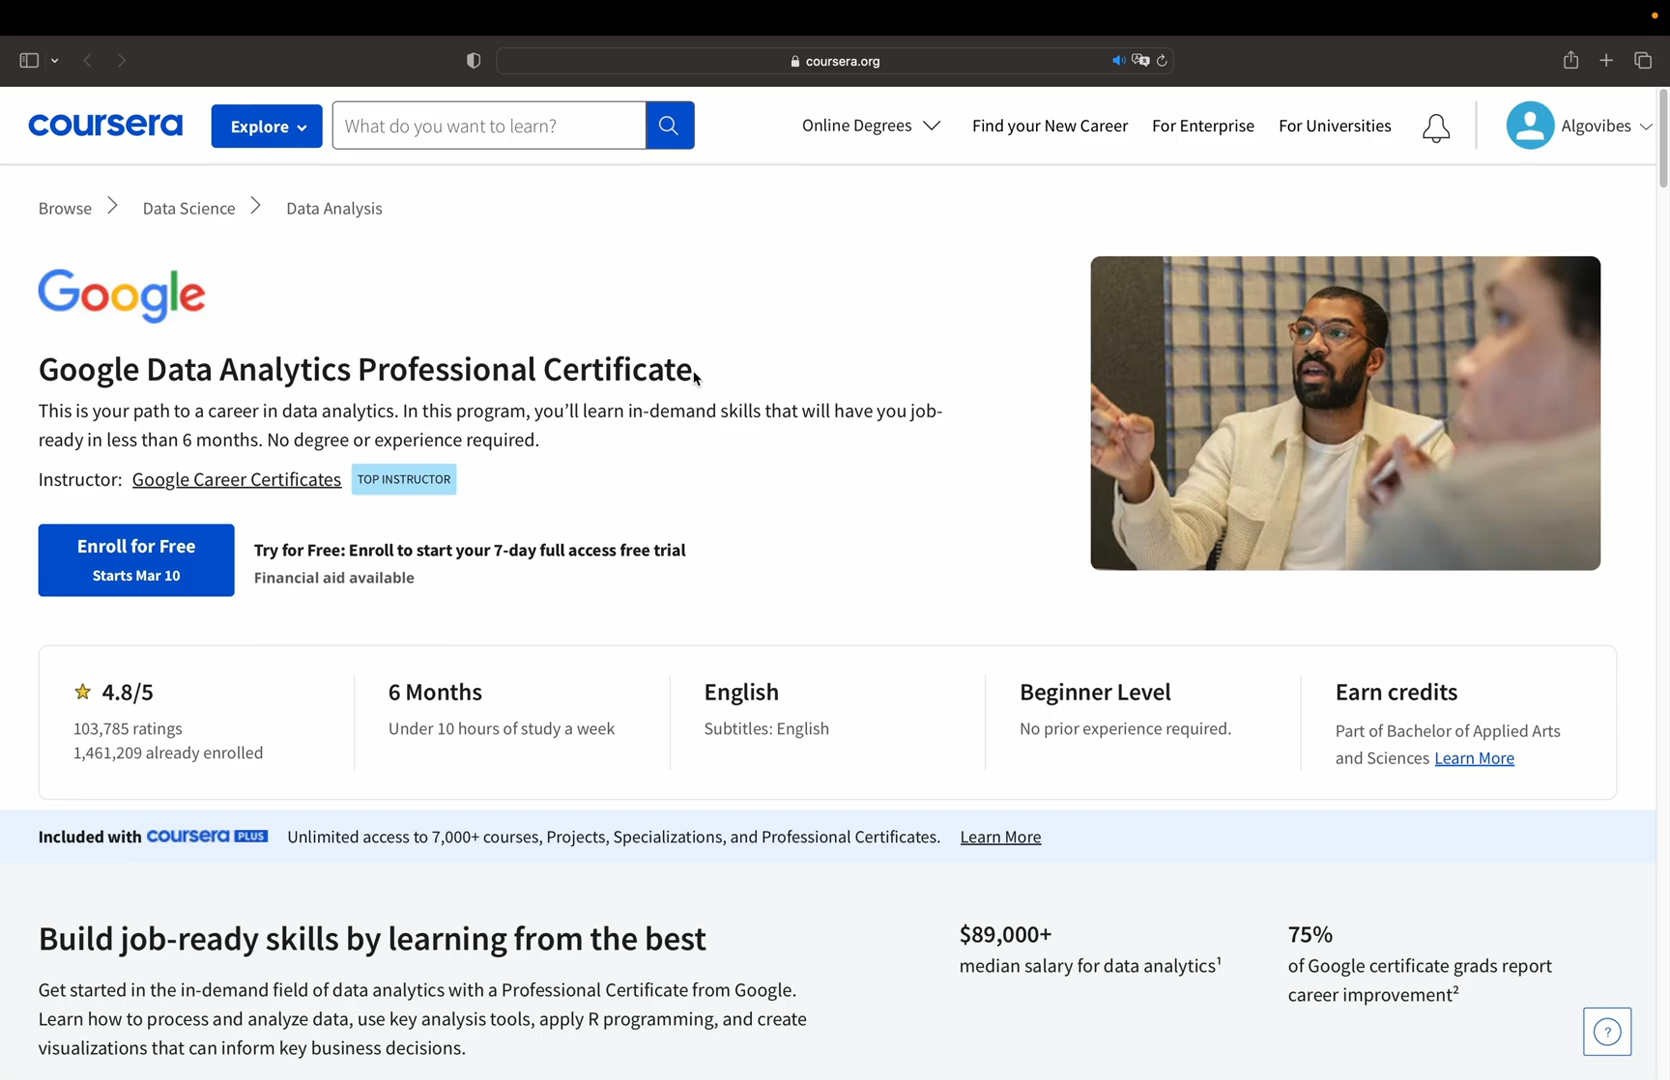 coursera.org
coursera
Explore
What do you want to learn?
Online Degrees
Find your New Career
For Enterprise
For Universities
Algovibes
Browse
Data Science
Data Analysis
Google
Google Data Analytics Professional Certificate
This is your path to a career in data analytics. In this program, you’ll learn in-demand skills that will have you job-
ready in less than 6 months. No degree or experience required.
Instructor: Google Career Certificates TOP INSTRUCTOR
Enroll for Free
Starts Mar 10
Try for Free: Enroll to start your 7-day full access free trial
Financial aid available
4.8/5
103,785 ratings
1,461,209 already enrolled
6 Months
Under 10 hours of study a week
English
Subtitles: English
Beginner Level
No prior experience required.
Earn credits
Part of Bachelor of Applied Arts
and Sciences Learn More
Included with coursera PLUS Unlimited access to 7,000+ courses, Projects, Specializations, and Professional Certificates. Learn More
Build job-ready skills by learning from the best
Get started in the in-demand field of data analytics with a Professional Certificate from Google.
Learn how to process and analyze data, use key analysis tools, apply R programming, and create
visualizations that can inform key business decisions.
$89,000+
median salary for data analytics¹
75%
of Google certificate grads report
career improvement²
?